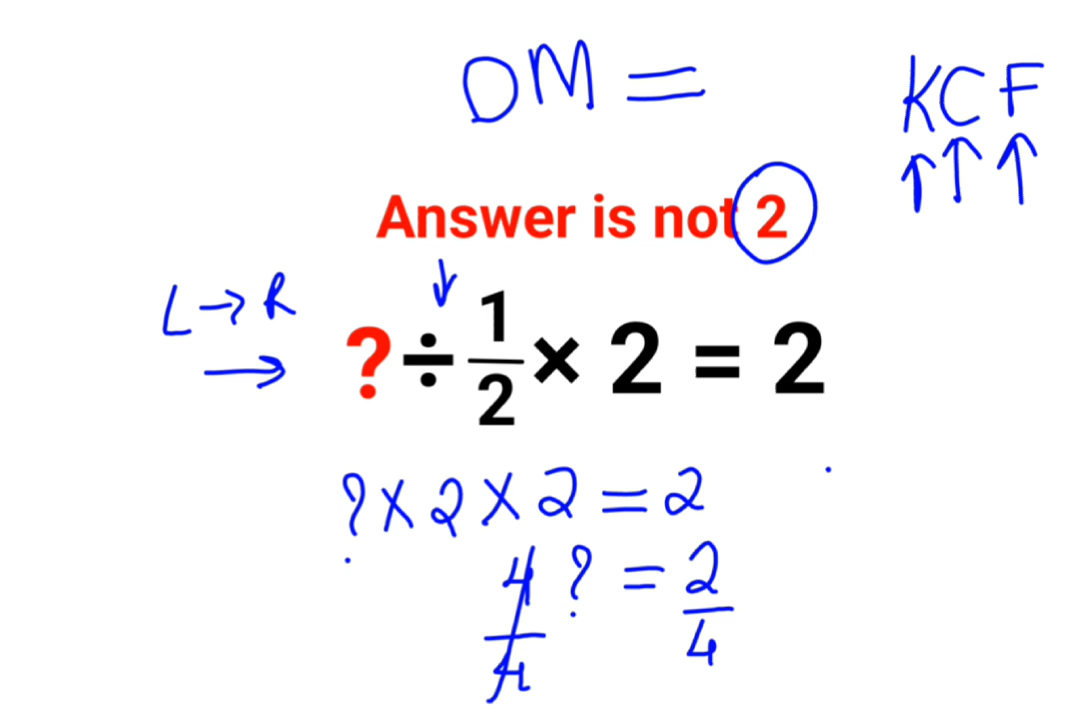 DM =
KCF
↑↑↑
Answer is not 2
↓
L → R
→
? ÷ 1/2 × 2 = 2
? × 2 × 2 = 2
4/4 ? = 2/4